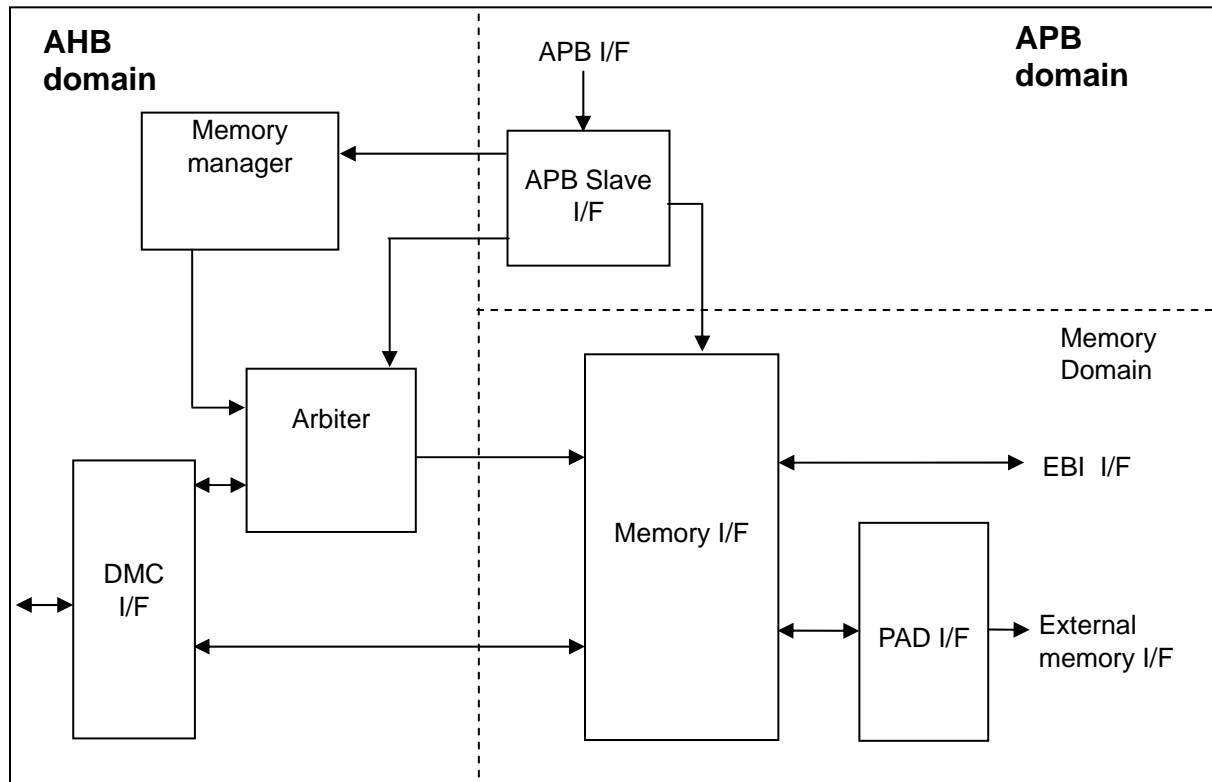 AHB
domain
APB I/F
APB
domain
Memory
manager
APB Slave
I/F
Memory
Domain
Arbiter
EBI I/F
Memory I/F
DMC
I/F
PAD I/F
External
memory I/F